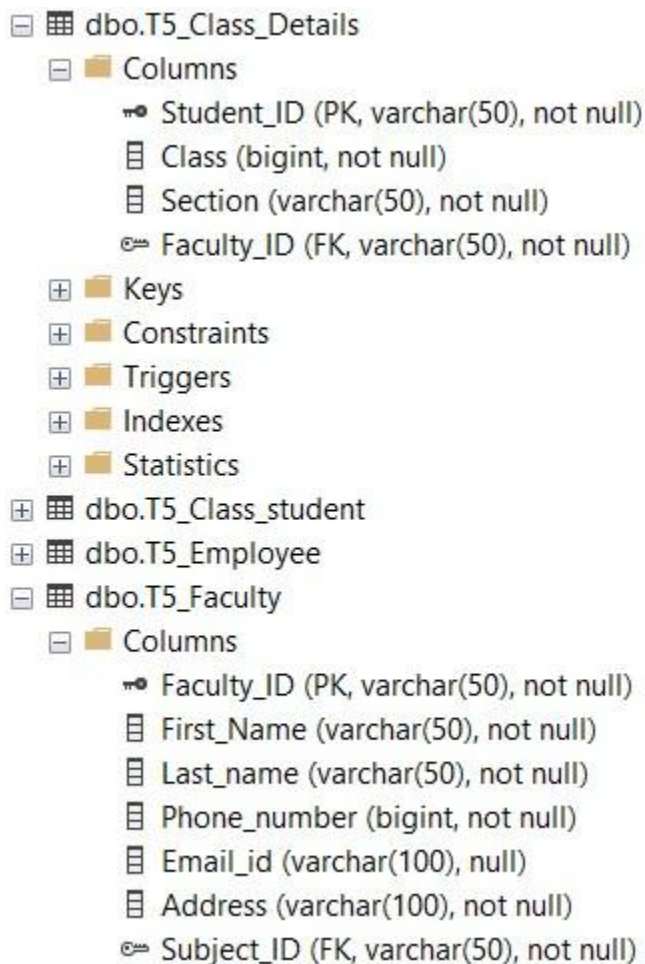 dbo.T5_Class_Details
Columns
Student_ID (PK, varchar(50), not null)
Class (bigint, not null)
Section (varchar(50), not null)
Faculty_ID (FK, varchar(50), not null)
Keys
Constraints
Triggers
Indexes
Statistics
dbo.T5_Class_student
dbo.T5_Employee
dbo.T5_Faculty
Columns
Faculty_ID (PK, varchar(50), not null)
First_Name (varchar(50), not null)
Last_name (varchar(50), not null)
Phone_number (bigint, not null)
Email_id (varchar(100), null)
Address (varchar(100), not null)
Subject_ID (FK, varchar(50), not null)